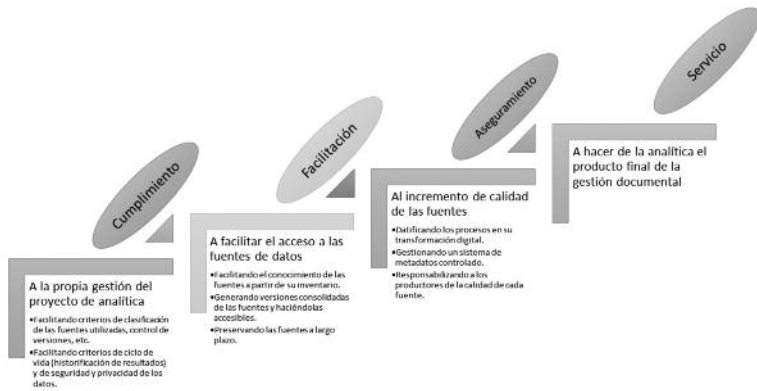 Cumplimiento
A la propia gestión del
proyecto de analítica
•Facilitando criterios de clasificación
de las fuentes utilizadas, control de
versiones, etc.
•Facilitando criterios de ciclo de
vida (historificación de resultados)
y de seguridad y privacidad de los
datos.
Facilitación
A facilitar el acceso a las
fuentes de datos
•Facilitando el conocimiento de las
fuentes a partir de su inventario.
•Generando versiones consolidadas
de las fuentes y haciéndolas
accesibles.
•Preservando las fuentes a largo
plazo.
Aseguramiento
Al incremento de calidad
de las fuentes
•Datificando los procesos en su
transformación digital.
•Gestionando un sistema de
metadatos controlado.
•Responsabilizando a los
productores de la calidad de cada
fuente.
Servicio
A hacer de la analítica el
producto final de la
gestión documental